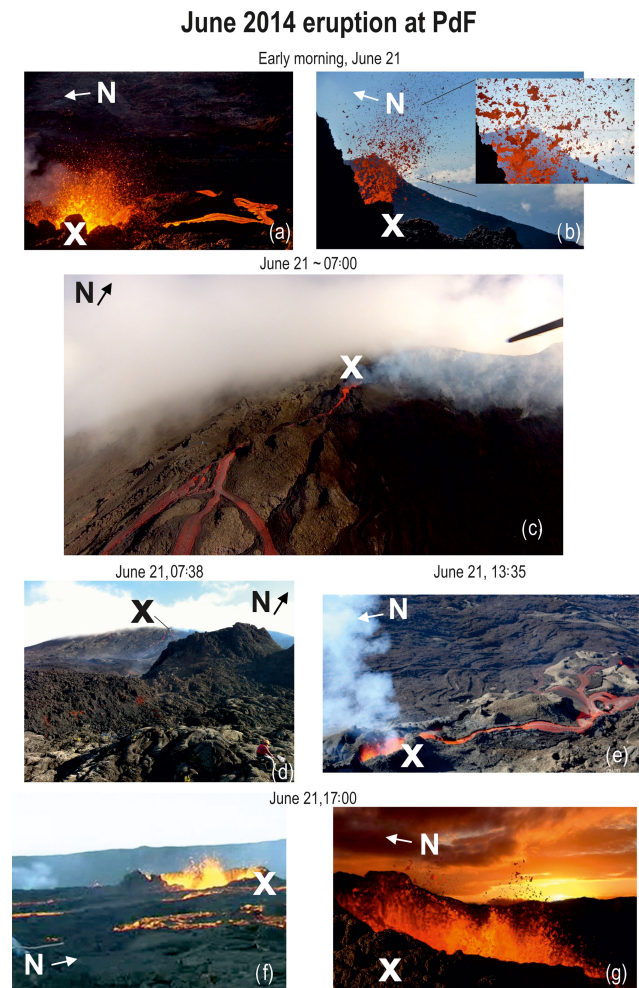 June 2014 eruption at PdF
Early morning, June 21
N
X
(a)
N
X
(b)
June 21 ~ 07:00
N
X
(c)
June 21, 07:38
X
N
(d)
June 21, 13:35
N
X
(e)
June 21,17:00
X
N
(f)
N
X
(g)